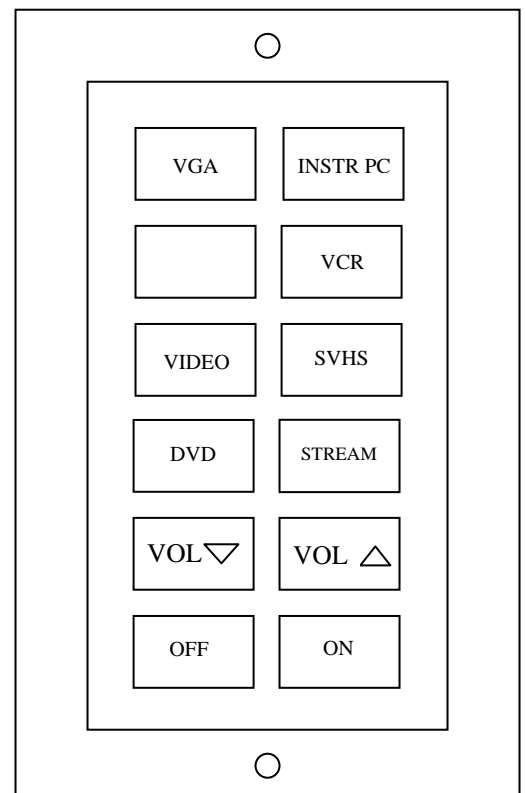 VGA INSTR PC
VCR
VIDEO SVHS
DVD STREAM
VOL▽ VOL △
OFF ON